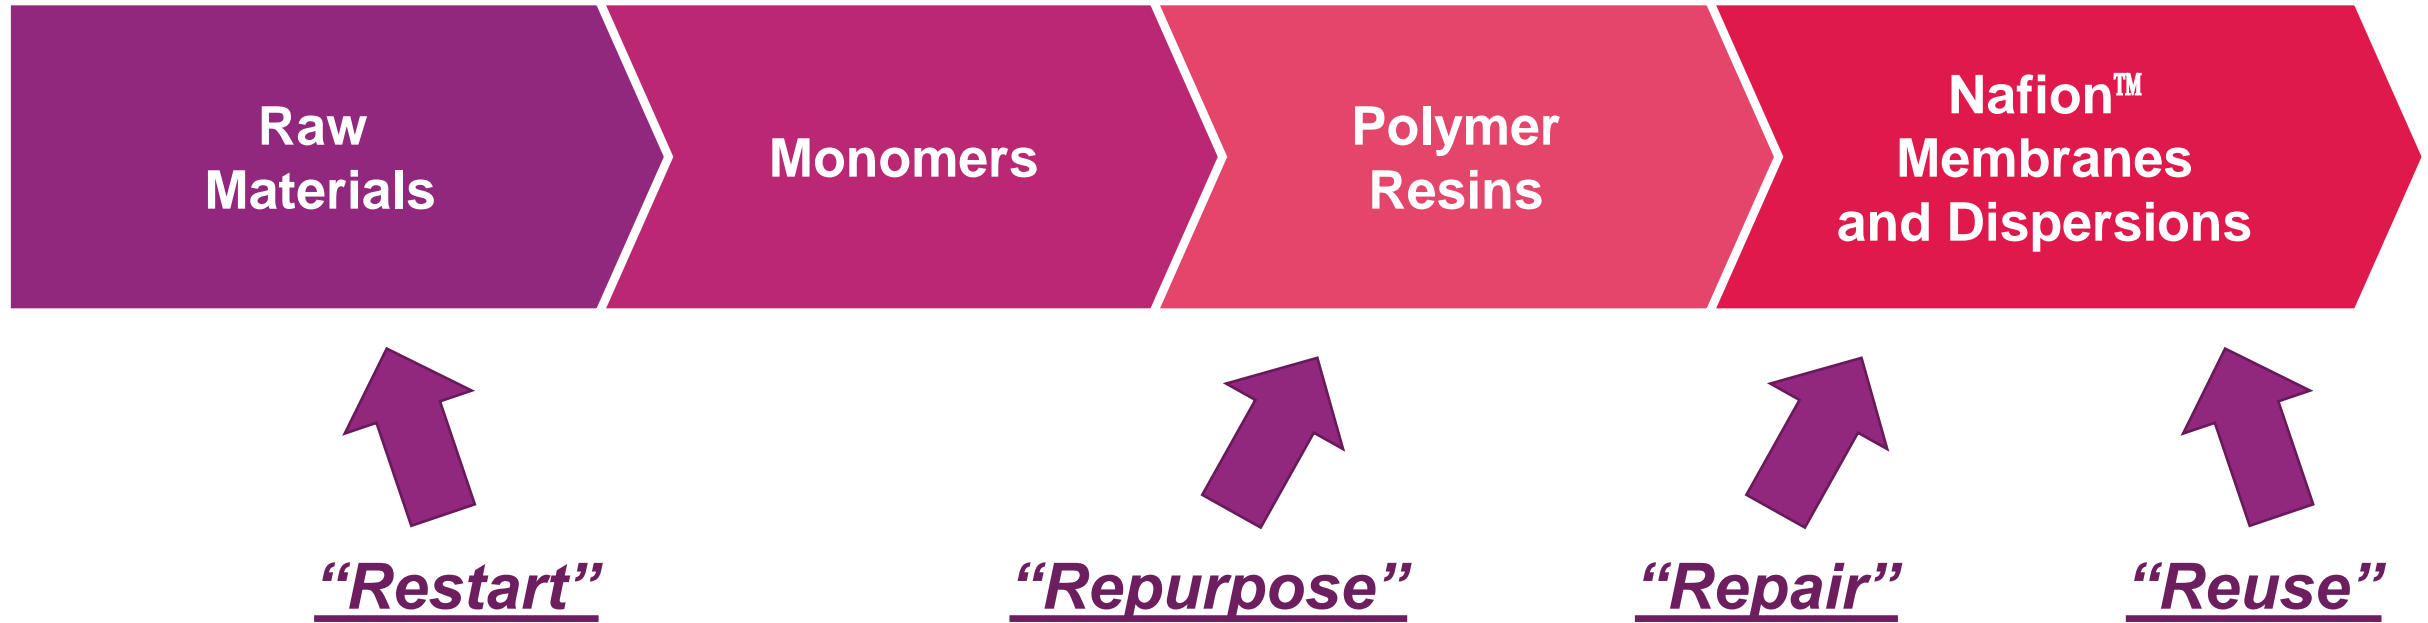 Raw
Materials
Monomers
Polymer
Resins
Nafion™
Membranes
and Dispersions
“Restart”
“Repurpose”
“Repair”
“Reuse”